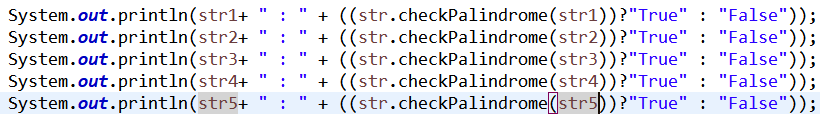 System.out.println(str1+ " : " + ((str.checkPalindrome(str1))?"True" : "False"));
System.out.println(str2+ " : " + ((str.checkPalindrome(str2))?"True" : "False"));
System.out.println(str3+ " : " + ((str.checkPalindrome(str3))?"True" : "False"));
System.out.println(str4+ " : " + ((str.checkPalindrome(str4))?"True" : "False"));
System.out.println(str5+ " : " + ((str.checkPalindrome(str5))?"True" : "False"));